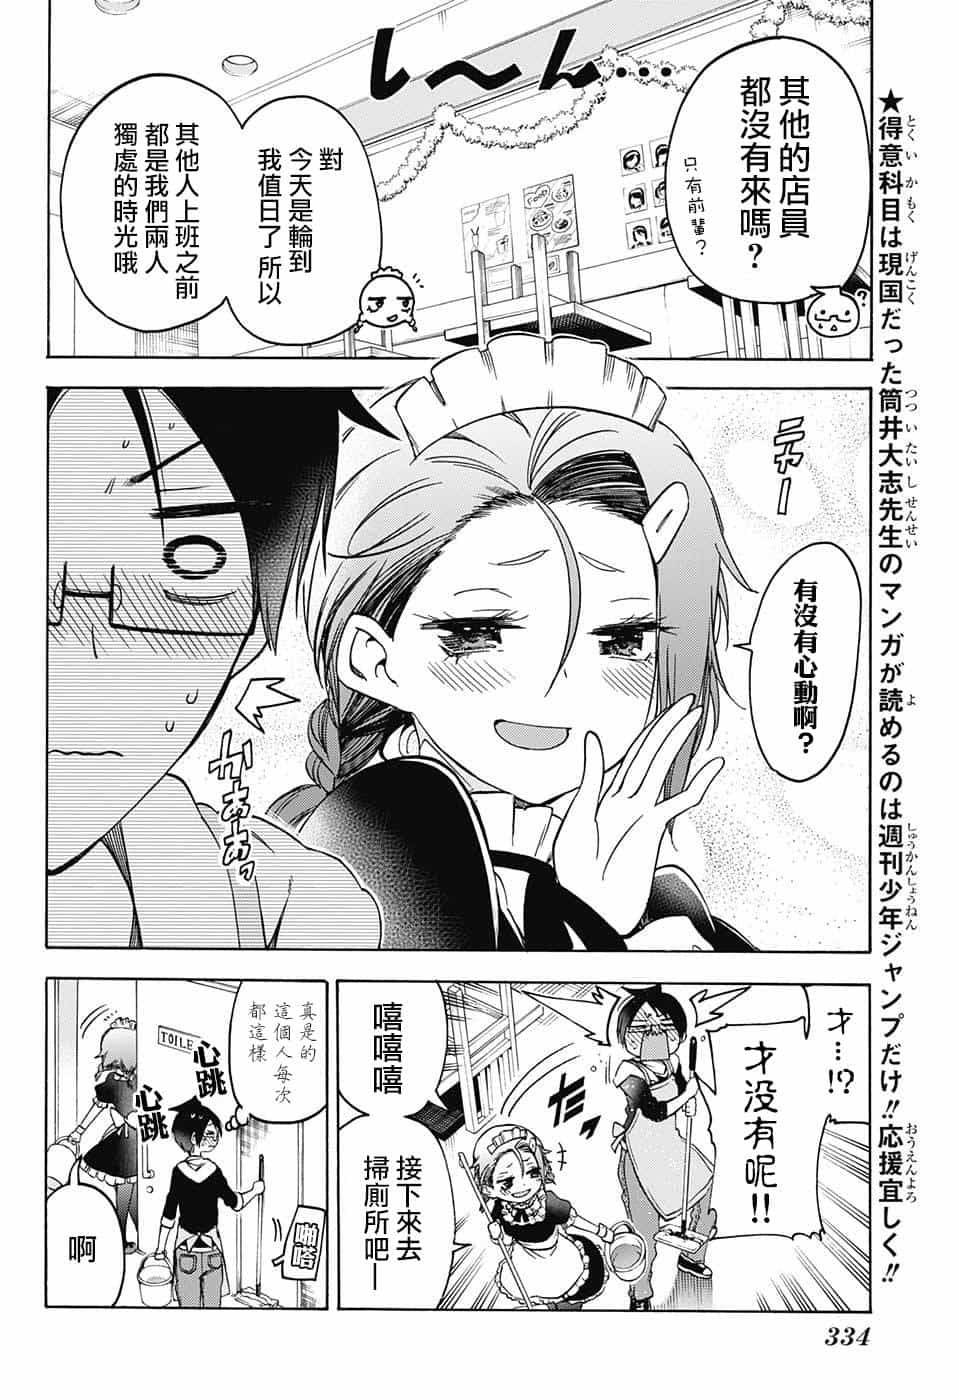 し～ん…
其他的店員
都沒有來嗎？
只有前輩？
對
今天是輪到
我值日了 所以
其他人上班之前
都是我們兩人
獨處的時光哦
ニヤー
有沒有心動啊？
かぁぁぁっ
才…!?
才没有呢!!
嘻嘻嘻
接下來去
掃廁所吧—
真是的
這個人每次
都這樣
TOILE
心跳
心跳
啪嗒
啊
★得意科目は現国だった筒井大志先生のマンガが読めるのは週刊少年ジャンプだけ!!応援宜しく!!
334